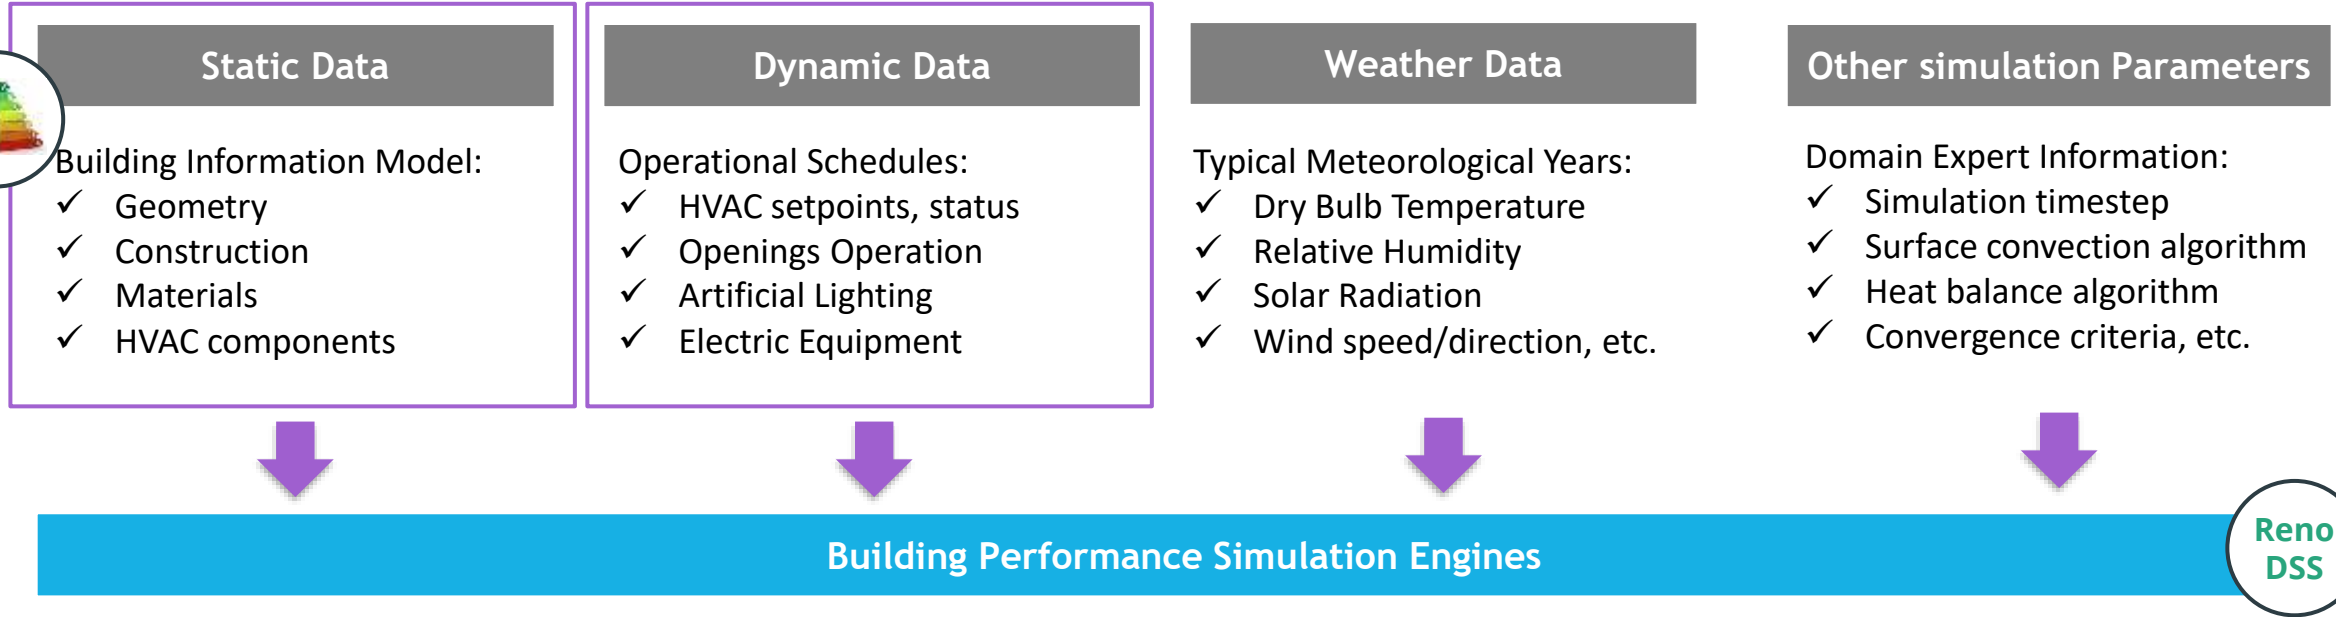 Static Data
Building Information Model:
✓ Geometry
✓ Construction
✓ Materials
✓ HVAC components
Dynamic Data
Operational Schedules:
✓ HVAC setpoints, status
✓ Openings Operation
✓ Artificial Lighting
✓ Electric Equipment
Weather Data
Typical Meteorological Years:
✓ Dry Bulb Temperature
✓ Relative Humidity
✓ Solar Radiation
✓ Wind speed/direction, etc.
Other simulation Parameters
Domain Expert Information:
✓ Simulation timestep
✓ Surface convection algorithm
✓ Heat balance algorithm
✓ Convergence criteria, etc.
Building Performance Simulation Engines
Reno
DSS